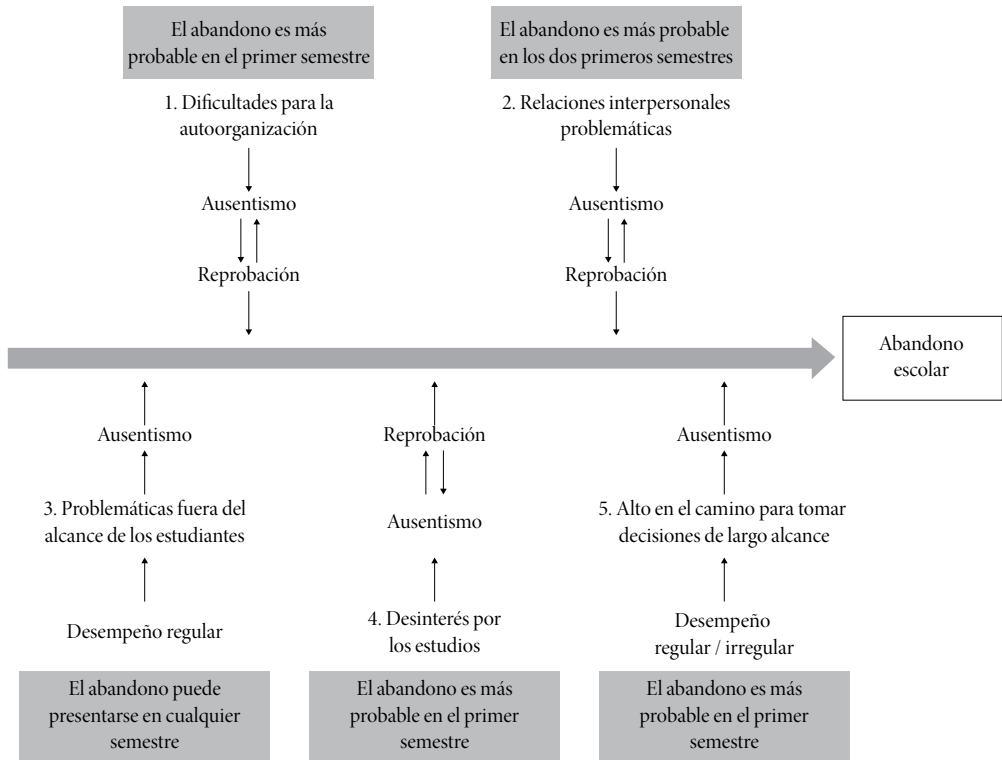 El abandono es más
probable en el primer semestre
1. Dificultades para la
autoorganización
Ausentismo
Reprobación
El abandono es más probable
en los dos primeros semestres
2. Relaciones interpersonales
problemáticas
Ausentismo
Reprobación
Abandono
escolar
Ausentismo
3. Problemáticas fuera del
alcance de los estudiantes
Desempeño regular
El abandono puede
presentarse en cualquier
semestre
Reprobación
Ausentismo
4. Desinterés por
los estudios
El abandono es más
probable en el primer
semestre
Ausentismo
5. Alto en el camino para tomar
decisiones de largo alcance
Desempeño
regular / irregular
El abandono es más
probable en el primer
semestre